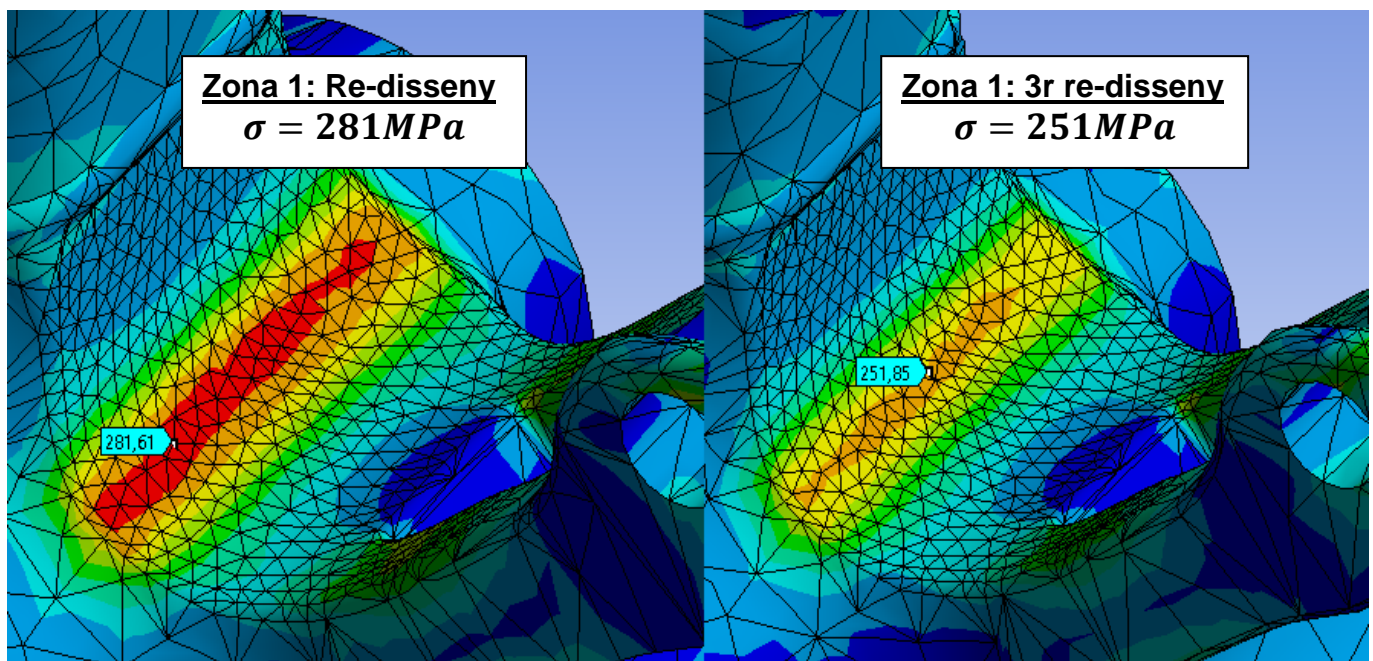 Zona 1: Re-disseny
σ = 281MPa
281,61
Zona 1: 3r re-disseny
σ = 251MPa
251,85